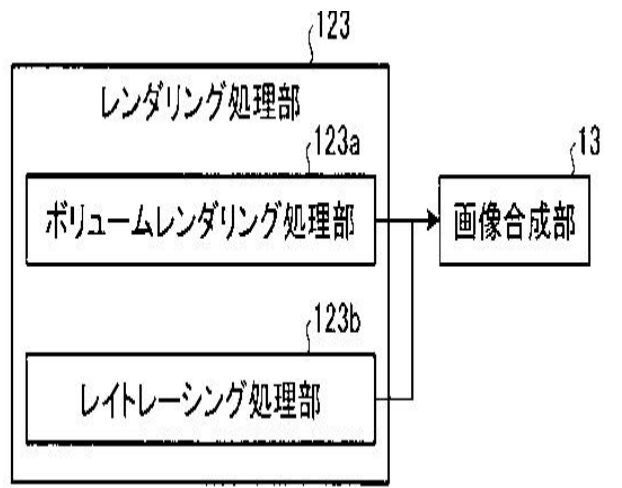 123
レンダリング処理部
123a
ボリュームレンダリング処理部
13
画像合成部
123b
レイトレーシング処理部